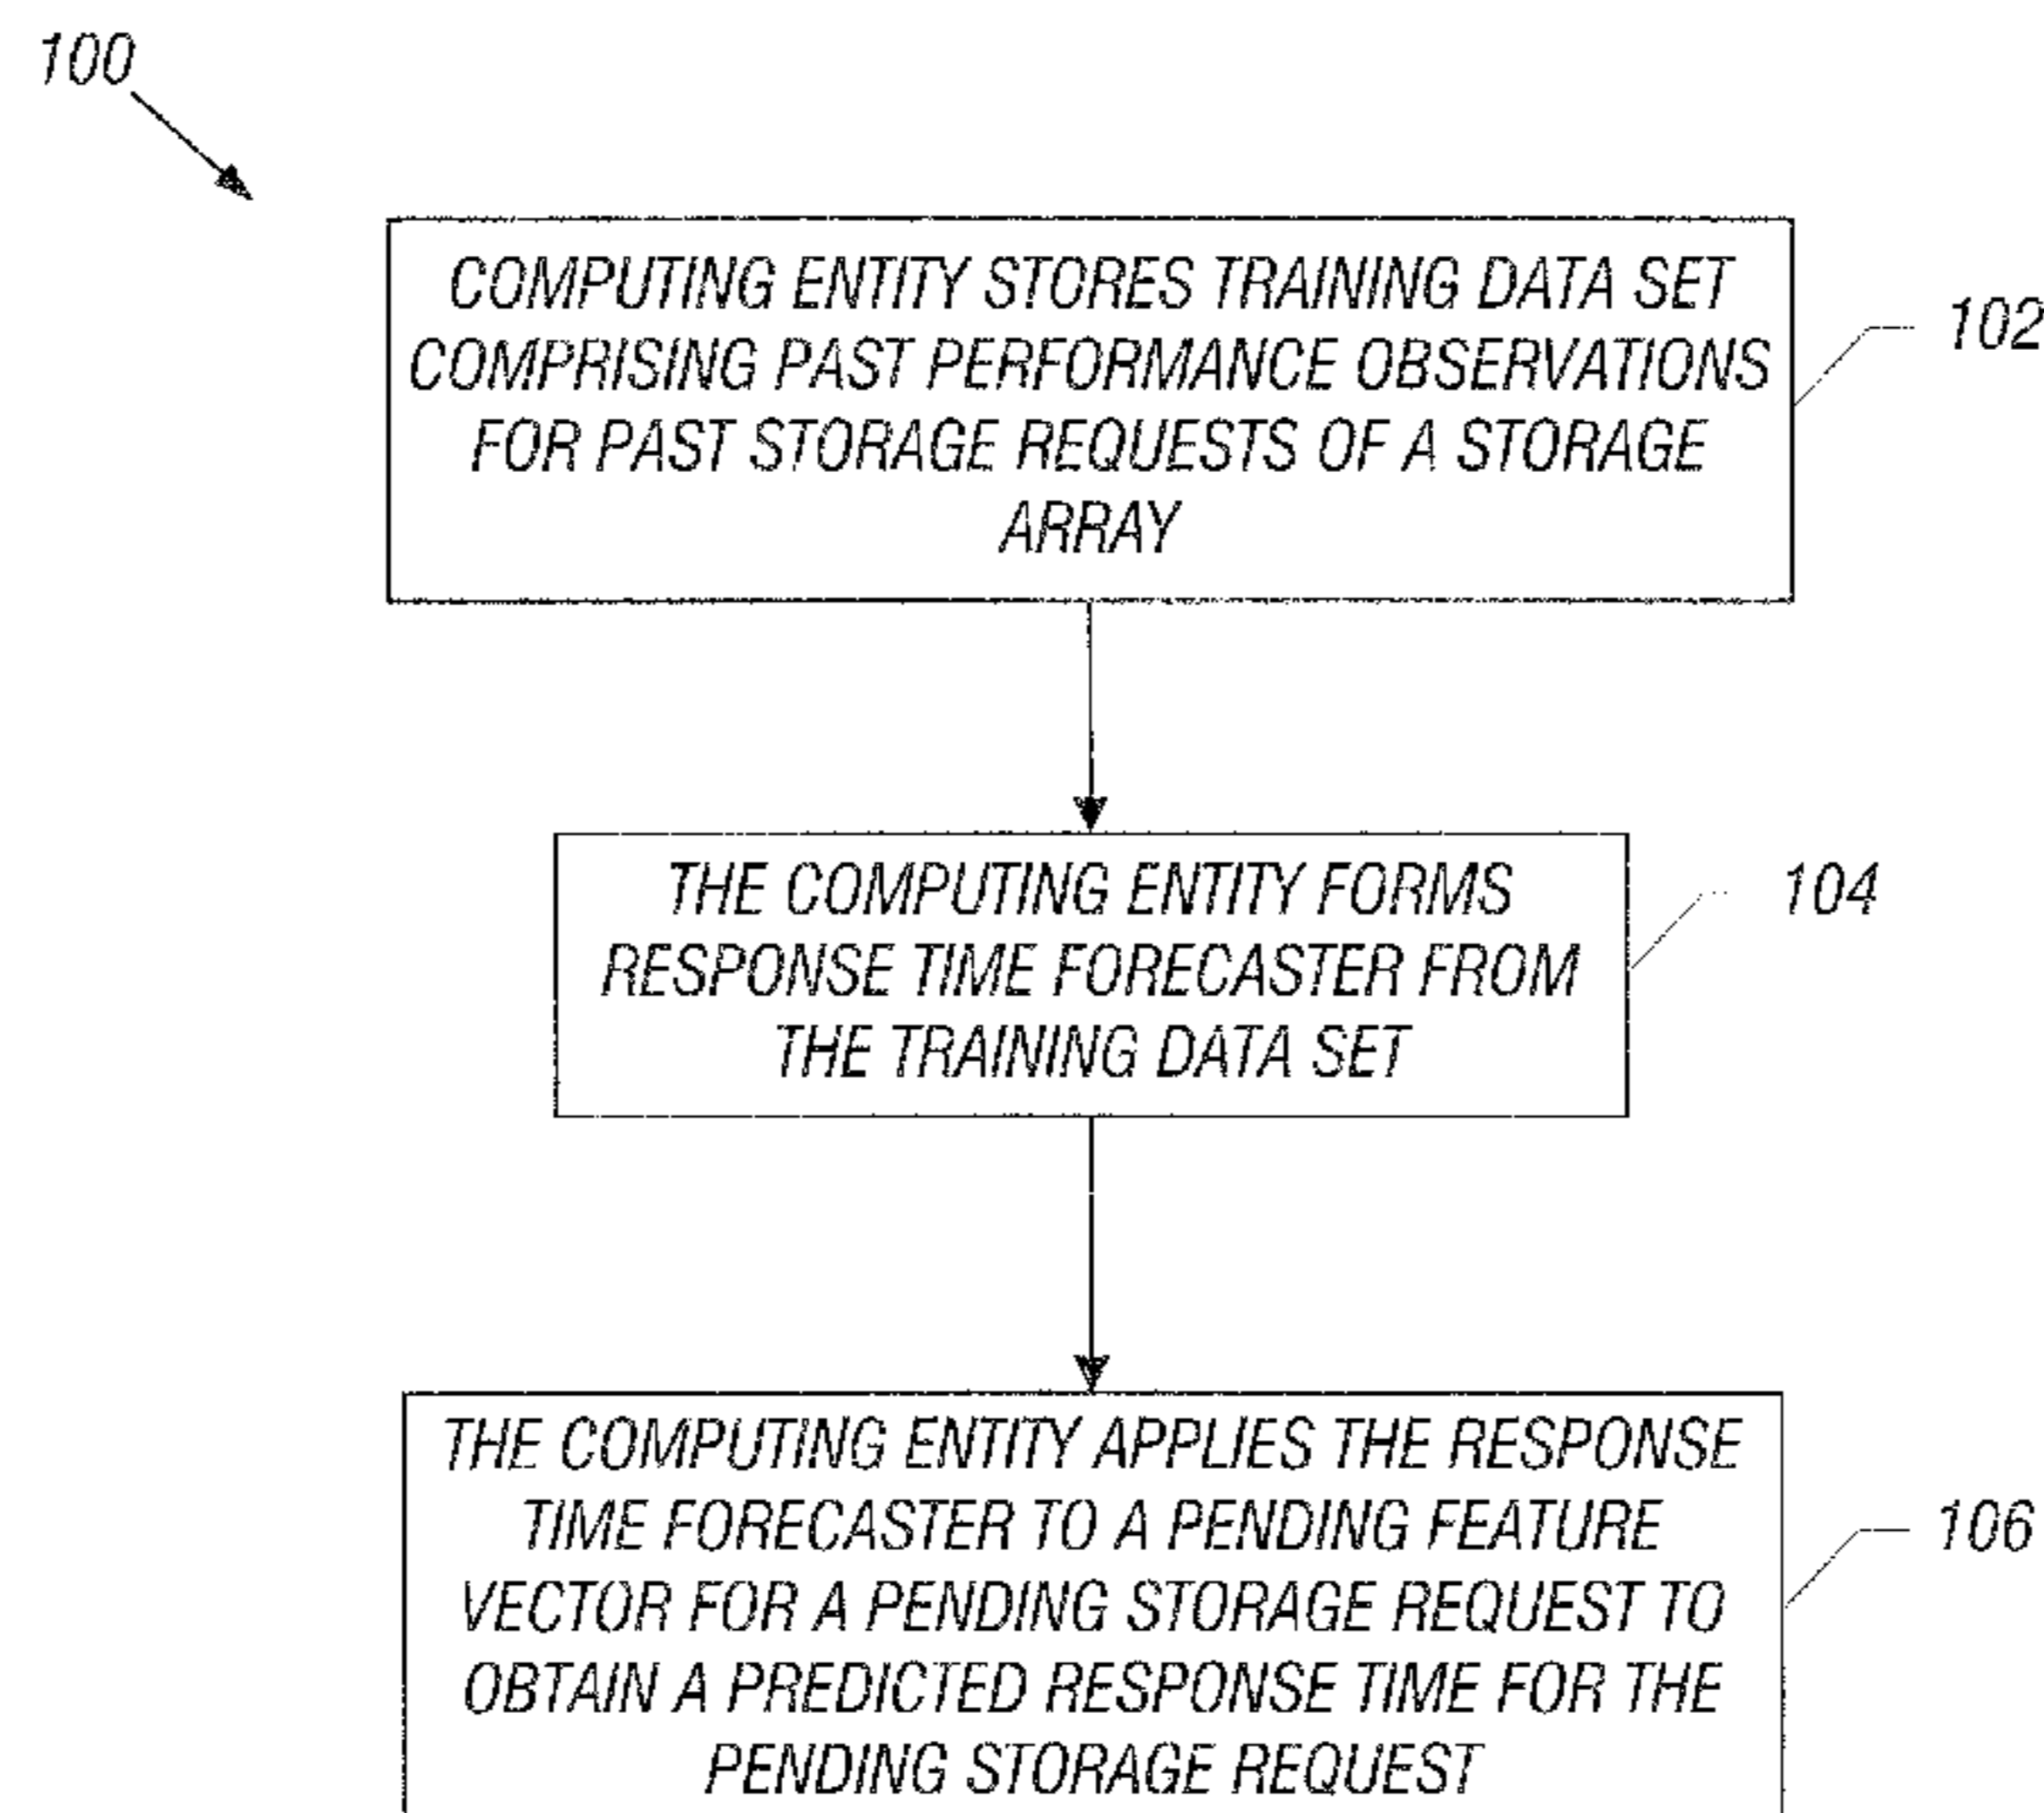 100
COMPUTING ENTITY STORES TRAINING DATA SET
COMPRISING PAST PERFORMANCE OBSERVATIONS
FOR PAST STORAGE REQUESTS OF A STORAGE
ARRAY
102
THE COMPUTING ENTITY FORMS
RESPONSE TIME FORECASTER FROM
THE TRAINING DATA SET
104
THE COMPUTING ENTITY APPLIES THE RESPONSE
TIME FORECASTER TO A PENDING FEATURE
VECTOR FOR A PENDING STORAGE REQUEST TO
OBTAIN A PREDICTED RESPONSE TIME FOR THE
PENDING STORAGE REQUEST
106